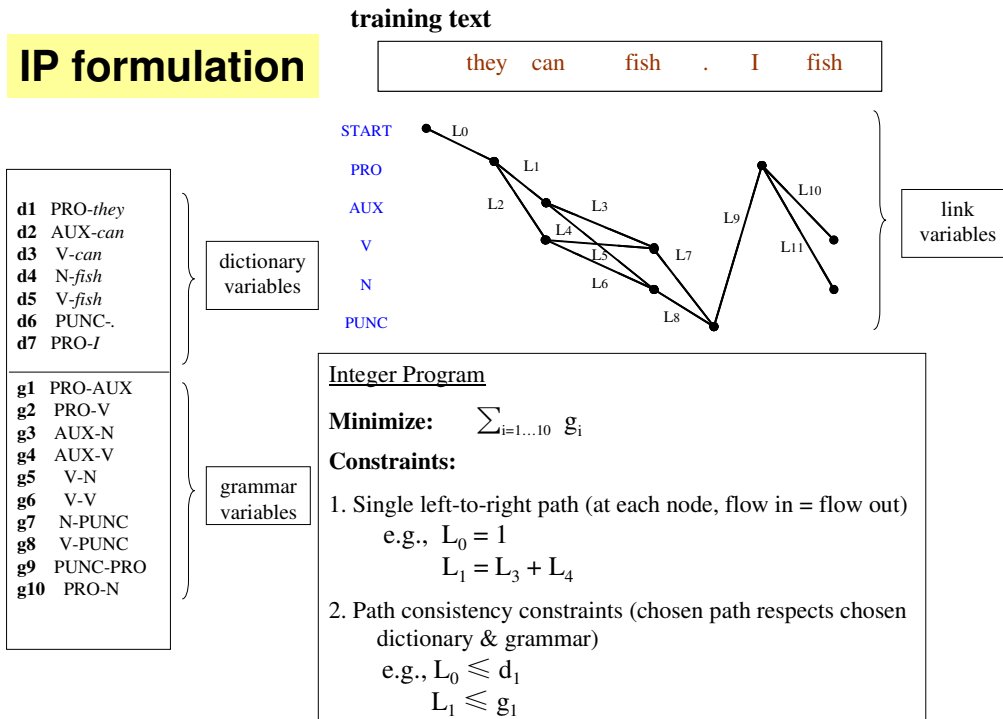 training text
IP formulation
they can fish . I fish
START
PRO
AUX
V
N
PUNC
L0
L1
L2
L3
L4
L5
L6
L7
L8
L9
L10
L11
link
variables
d1 PRO-they
d2 AUX-can
d3 V-can
d4 N-fish
d5 V-fish
d6 PUNC-.
d7 PRO-I
dictionary
variables
g1 PRO-AUX
g2 PRO-V
g3 AUX-N
g4 AUX-V
g5 V-N
g6 V-V
g7 N-PUNC
g8 V-PUNC
g9 PUNC-PRO
g10 PRO-N
grammar
variables
Integer Program
Minimize: ∑i=1…10 gi
Constraints:
1. Single left-to-right path (at each node, flow in = flow out)
e.g., L0 = 1
L1 = L3 + L4
2. Path consistency constraints (chosen path respects chosen
dictionary & grammar)
e.g., L0 ≤ d1
L1 ≤ g1